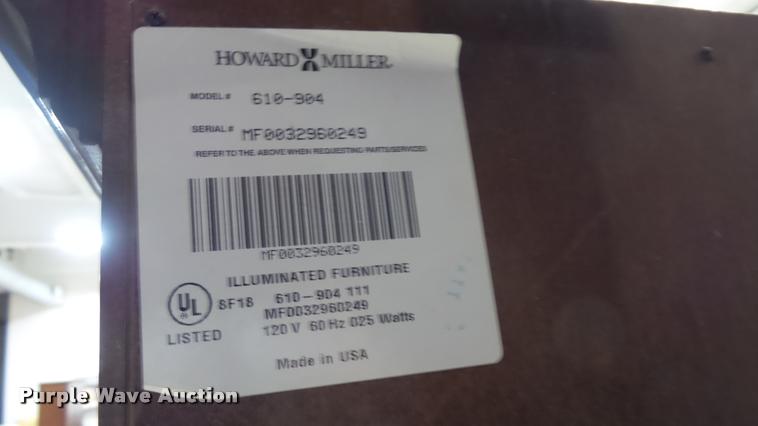 HOWARD MILLER
MODEL # 610-904
SERIAL # MF0032960249
REFER TO THE ABOVE WHEN REQUESTING PARTS/SERVICES
MF0032960249
ILLUMINATED FURNITURE
UL 8F18 610-904 111
MF0032960249
LISTED 120 V 60 Hz 025 Watts
Made in USA
Purple Wave Auction